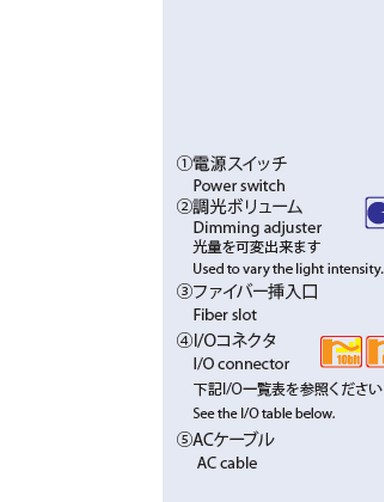 ①電源スイッチ
Power switch
②調光ボリューム
Dimming adjuster
光量を可変出来ます
Used to vary the light intensity.
③ファイバー挿入口
Fiber slot
④I/Oコネクタ
I/O connector
10bit
下記I/O一覧表を参照ください
See the I/O table below.
⑤ACケーブル
AC cable